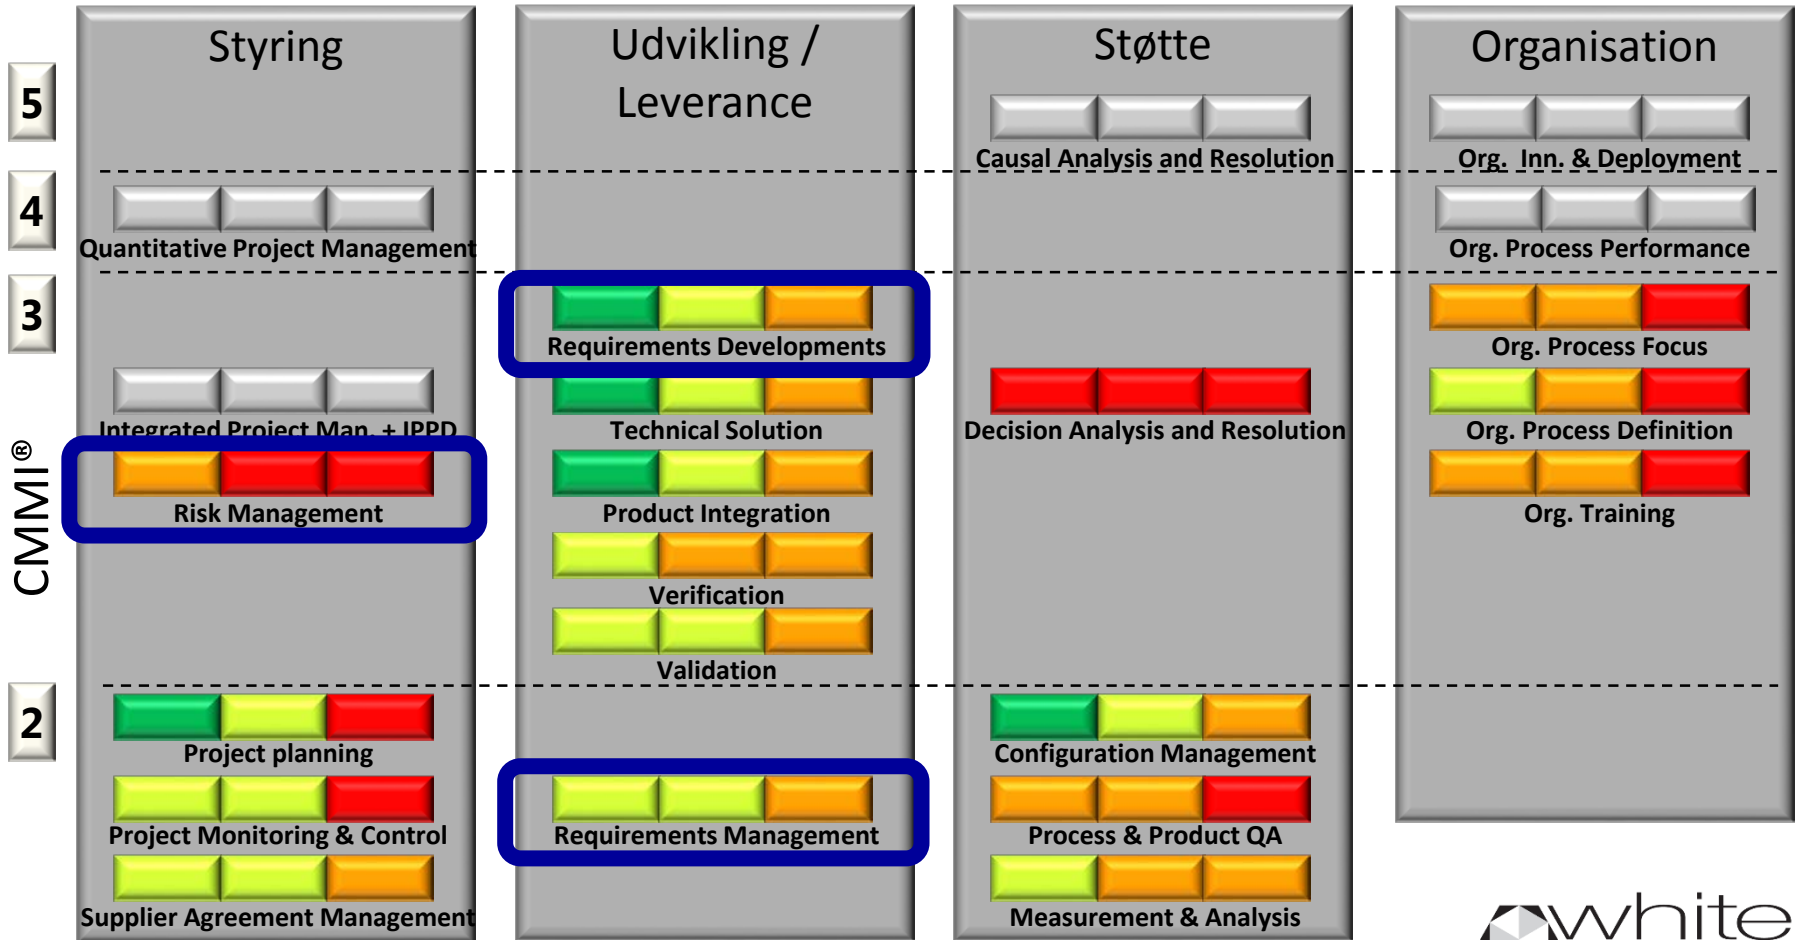 Styring
Udvikling /
Leverance
Støtte
Organisation
5
Causal Analysis and Resolution
Org. Inn. & Deployment
4
Quantitative Project Management
Org. Process Performance
3
Requirements Developments
Org. Process Focus
Integrated Project Man. + IPPD
Technical Solution
Decision Analysis and Resolution
Org. Process Definition
CMMI®
Risk Management
Product Integration
Org. Training
Verification
Validation
2
Project planning
Configuration Management
Project Monitoring & Control
Requirements Management
Process & Product QA
Supplier Agreement Management
Measurement & Analysis
white